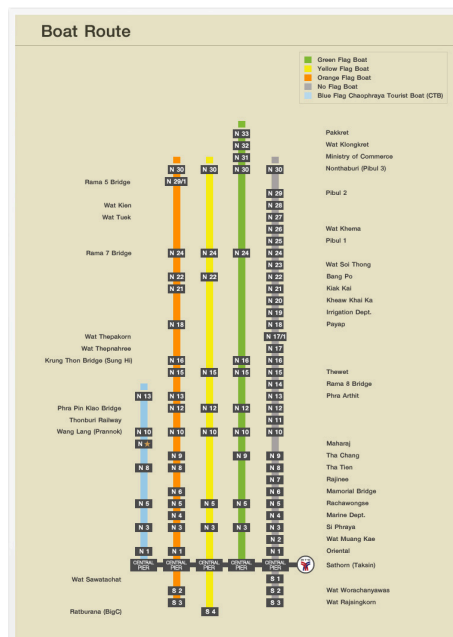 Boat Route
Green Flag Boat
Yellow Flag Boat
Orange Flag Boat
No Flag Boat
Blue Flag Chaophraya Tourist Boat (CTB)
N 33 Pakkret
N 32 Wat Klongkret
N 31 Ministry of Commerce
N 30 N 30 N 30 N 30 Nonthaburi (Pibul 3)
Rama 5 Bridge N 29/1
N 29 Pibul 2
Wat Kien N 28
Wat Tuek N 27
N 26 Wat Khema
N 25 Pibul 1
Rama 7 Bridge N 24 N 24 N 24 N 24
N 23 Wat Soi Thong
N 22 N 22 N 22 Bang Po
N 21 N 21 Kiak Kai
N 20 Kheaw Khai Ka
N 19 Irrigation Dept.
N 18 N 18 Payap
Wat Thepakorn N 17/1
Wat Thepnahree N 17
Krung Thon Bridge (Sung Hi) N 16 N 16 N 16
N 15 N 15 N 15 N 15 Thewet
N 14 Rama 8 Bridge
N 13 N 13 N 13 Phra Arthit
Phra Pin Klao Bridge N 12 N 12 N 12 N 12
Thonburi Railway N 11
Wang Lang (Prannok) N 10 N 10 N 10 N 10 N 10
N ★ Maharaj
N 9 N 9 N 9 Tha Chang
N 8 N 8 N 8 Tha Tien
N 7 Rajinee
N 6 N 6 Mamorial Bridge
N 5 N 5 N 5 N 5 N 5 Rachawongse
N 4 N 4 Marine Dept.
N 3 N 3 N 3 N 3 N 3 Si Phraya
N 2 Wat Muang Kae
N 1 N 1 N 1 Oriental
CENTRAL PIER CENTRAL PIER CENTRAL PIER CENTRAL PIER CENTRAL PIER Sathorn (Takain)
Wat Sawatachat S 1
S 2 S 2 Wat Worachanyawas
S 3 S 3 Wat Rajsingkorn
Ratburana (BigC) S 4